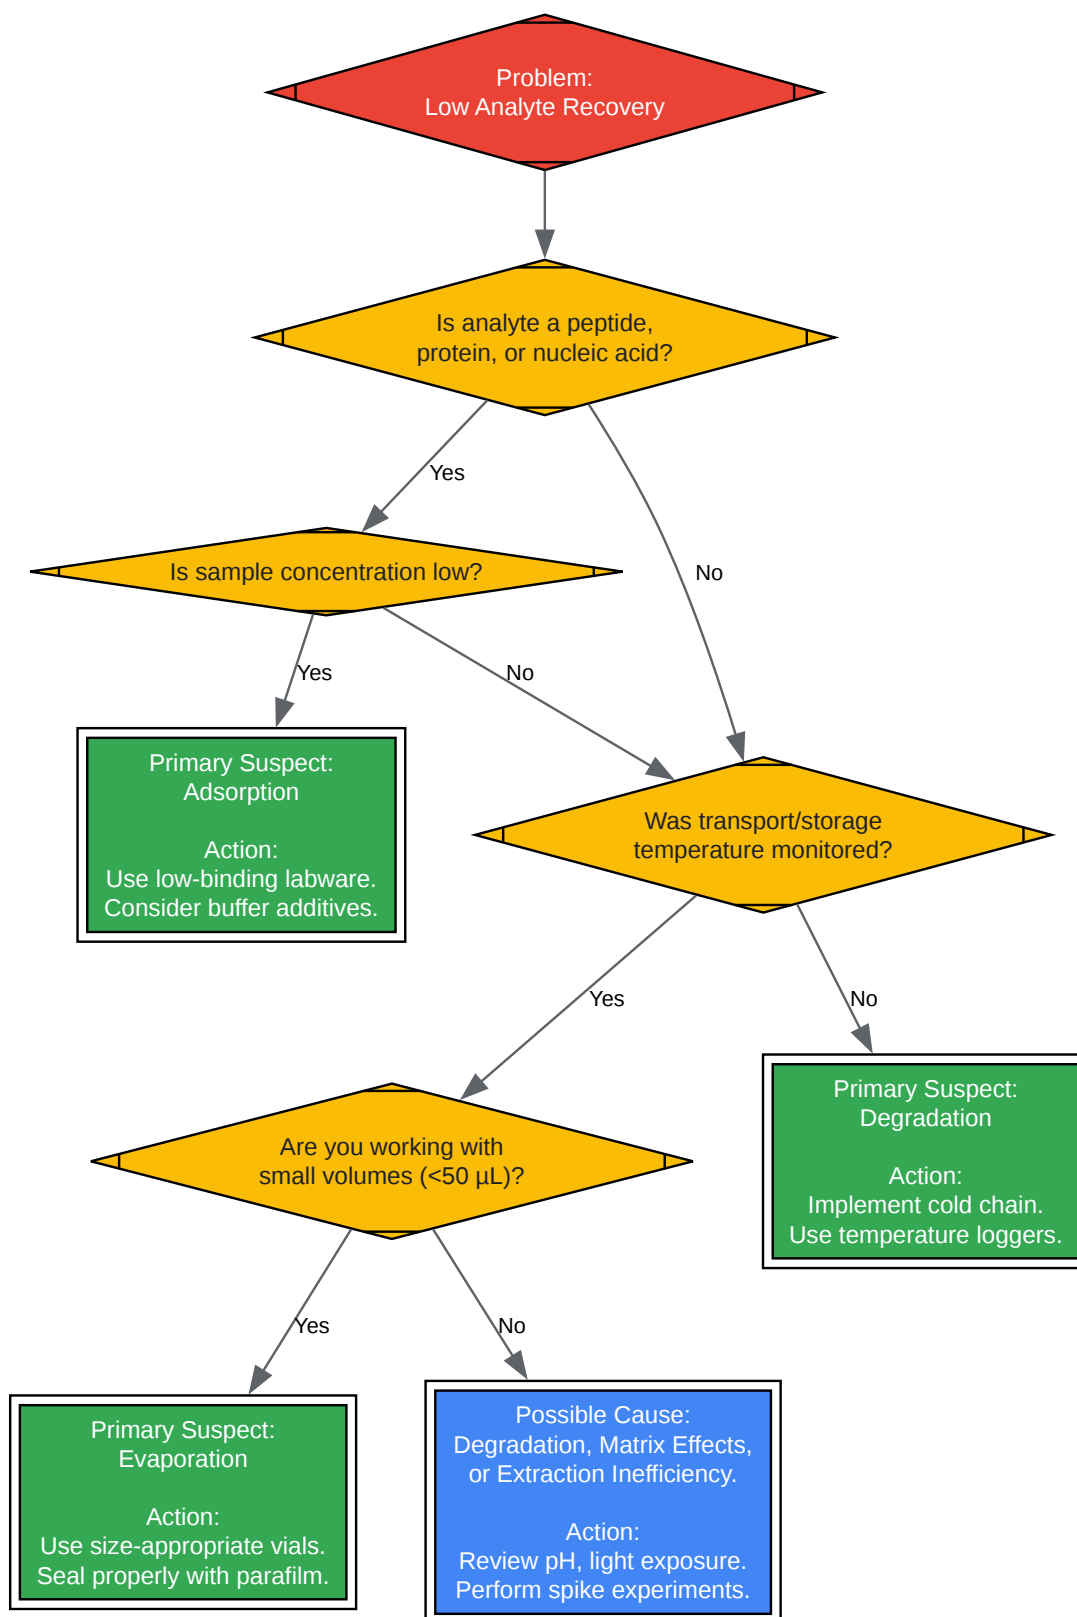 Problem:
Low Analyte Recovery
Is analyte a peptide,
protein, or nucleic acid?
Yes
No
Is sample concentration low?
Yes
No
Primary Suspect:
Adsorption
Action:
Use low-binding labware.
Consider buffer additives.
Was transport/storage
temperature monitored?
Yes
No
Primary Suspect:
Degradation
Action:
Implement cold chain.
Use temperature loggers.
Are you working with
small volumes (<50 µL)?
Yes
No
Primary Suspect:
Evaporation
Action:
Use size-appropriate vials.
Seal properly with parafilm.
Possible Cause:
Degradation, Matrix Effects,
or Extraction Inefficiency.
Action:
Review pH, light exposure.
Perform spike experiments.